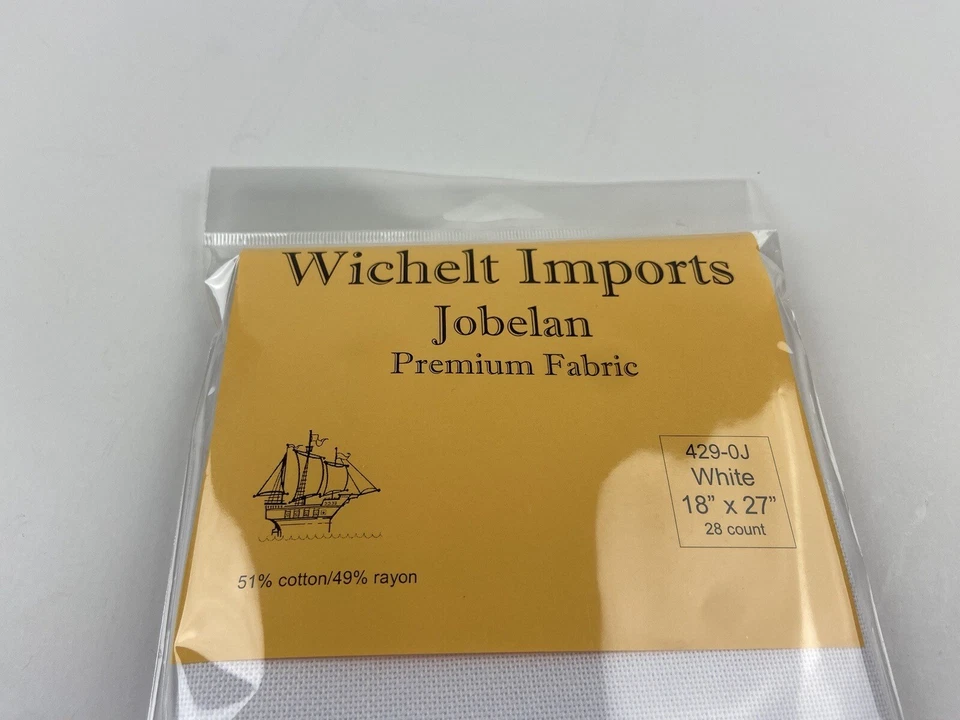 Wichelt Imports
Jobelan
Premium Fabric
429-0J
White
18” x 27”
28 count
51% cotton/49% rayon